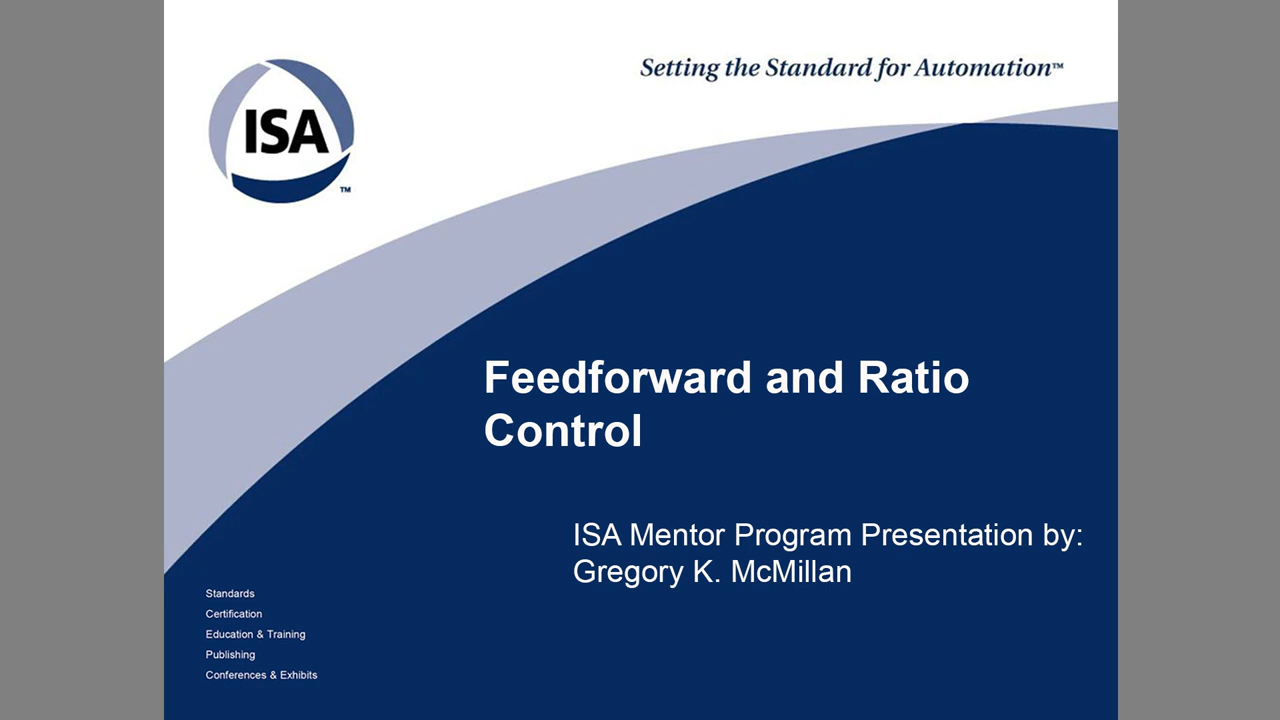 ISA
TM
Setting the Standard for Automation™
Feedforward and Ratio
Control
ISA Mentor Program Presentation by:
Gregory K. McMillan
Standards
Certification
Education & Training
Publishing
Conferences & Exhibits